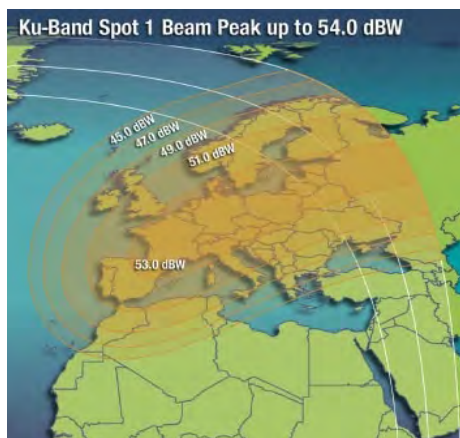 Ku-Band Spot 1 Beam Peak up to 54.0 dBW
45.0 dBW
47.0 dBW
49.0 dBW
51.0 dBW
53.0 dBW